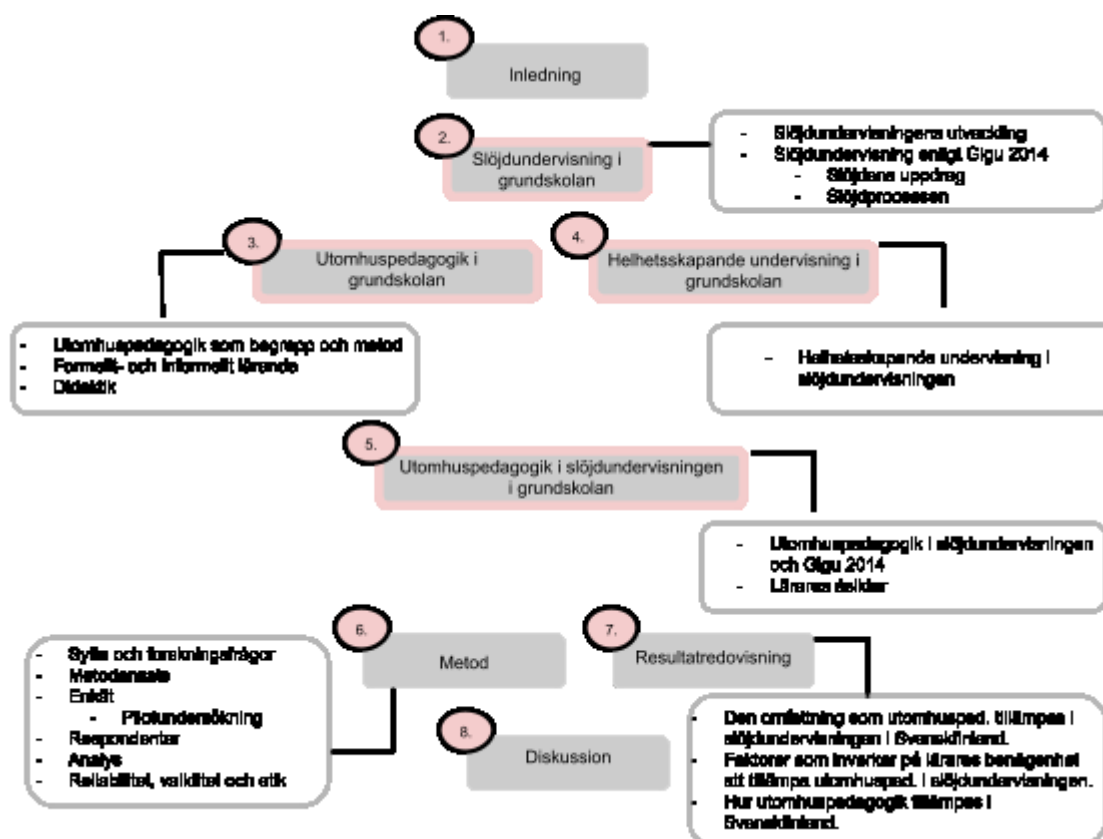 1.
Inledning
2.
Slöjdundervisning i
grundskolan
- Slöjdundervisningens utveckling
- Slöjdundervisning enligt Glgu 2014
- Slöjdens uppdrag
- Slöjdprocessen
3.
Utomhuspedagogik i
grundskolan
4.
Helhetsskapande undervisning i
grundskolan
- Utomhuspedagogik som begrepp och metod
- Formellt- och informellt lärande
- Didaktik
- Helhetsskapande undervisning i
slöjdundervisningen
5.
Utomhuspedagogik i slöjdundervisningen
i grundskolan
- Utomhuspedagogik i slöjdundervisningen
och Glgu 2014
- Lärares åsikter
6.
Metod
- Syfte och forskningsfrågor
- Metodansats
- Enkät
- Pilotundersökning
- Respondenter
- Analys
- Reliabilitet, validitet och etik
7.
Resultatredovisning
- Den omfattning som utomhusped. tillämpas i
slöjdundervisningen i Svenskfinland.
- Faktorer som inverkar på lärares benägenhet
att tillämpa utomhusped. i slöjdundervisningen.
- Hur utomhuspedagogik tillämpas i
Svenskfinland.
8.
Diskussion